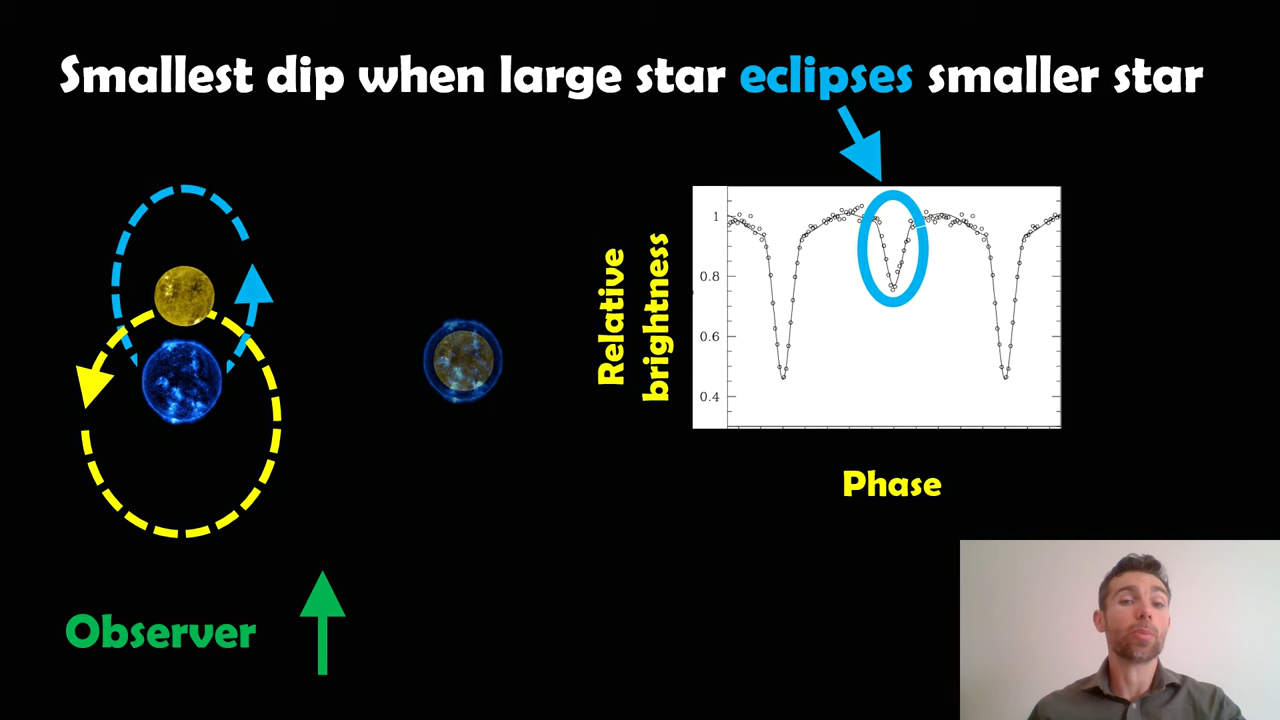 Smallest dip when large star eclipses smaller star
Relative
brightness
1
0.8
0.6
0.4
Phase
Observer